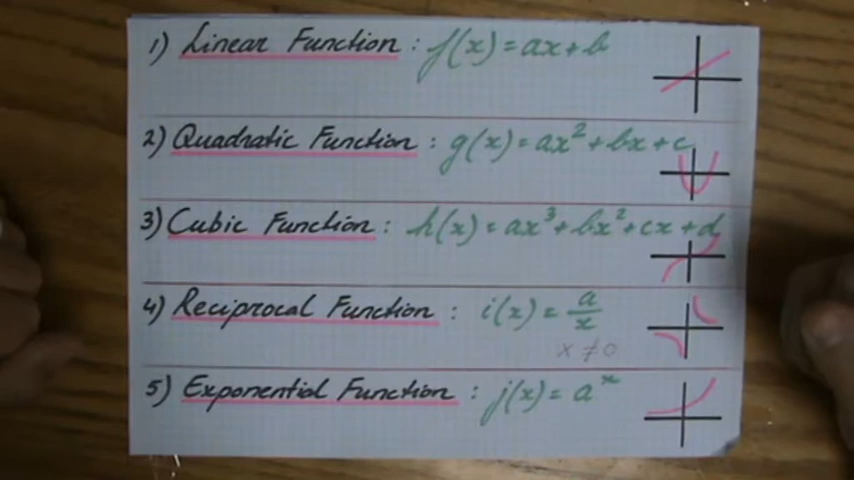 1) Linear Function : f(x) = ax + b
2) Quadratic Function : g(x) = ax² + bx + c
3) Cubic Function : h(x) = ax³ + bx² + cx + d
4) Reciprocal Function : i(x) = a/x
x ≠ 0
5) Exponential Function : j(x) = aˣ